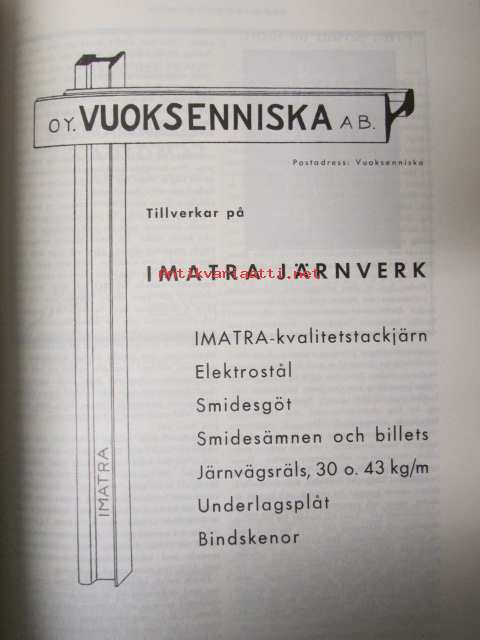 OY. VUOKSENNISKA AB.
Postadress: Vuoksenniska
Tillverkar på
IMATRA JÄRNVERK
antikvariaatti.net
IMATRA-kvalitetstackjärn
Elektrostål
Smidesgöt
Smidesämnen och billets
Järnvägsräls, 30 o. 43 kg/m
Underlagsplåt
Bindskenor
IMATRA